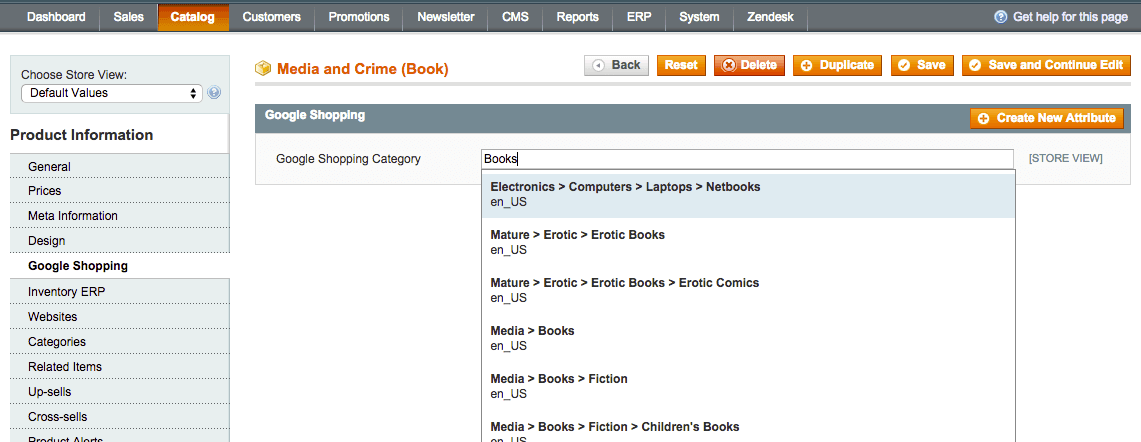 Dashboard Sales Catalog Customers Promotions Newsletter CMS Reports ERP System Zendesk Get help for this page
Choose Store View:
Default Values
Product Information
General
Prices
Meta Information
Design
Google Shopping
Inventory ERP
Websites
Categories
Related Items
Up-sells
Cross-sells
Product Alerts
Media and Crime (Book) Back Reset Delete Duplicate Save Save and Continue Edit
Google Shopping Create New Attribute
Google Shopping Category Books [STORE VIEW]
Electronics > Computers > Laptops > Netbooks
en_US
Mature > Erotic > Erotic Books
en_US
Mature > Erotic > Erotic Books > Erotic Comics
en_US
Media > Books
en_US
Media > Books > Fiction
en_US
Media > Books > Fiction > Children's Books
en_US